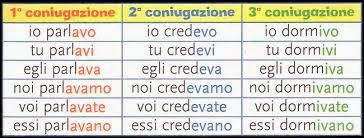 1ª coniugazione 2ª coniugazione 3ª coniugazione
io parlavo io credevo io dormivo
tu parlavi tu credevi tu dormivi
egli parlava egli credeva egli dormiva
noi parlavamo noi credevamo noi dormivamo
voi parlavate voi credevate voi dormivate
essi parlavano essi credevano essi dormivano